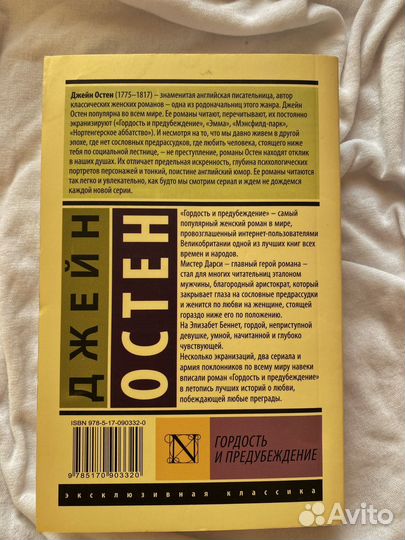 Джейн Остен (1775—1817) – знаменитая английская писательница, автор
классических женских романов – одна из родоначальниц этого жанра. Джейн
Остен популярна во всем мире. Ее романы читают, перечитывают, их постоянно
экранизируют («Гордость и предубеждение», «Эмма», «Мэнсфилд-парк»,
«Нортенгерское аббатство»). И несмотря на то, что мы давно живем в эпоху,
где нет сословных предрассудков, где любить человека, стоящего ниже
тебя по социальной лестнице, – не преступление, романы Остен находят отклик
в наших душах. Их отличает предельная искренность, глубина психологических
портретов персонажей и тонкий, поистине английский юмор. Ее романы читаются
так легко и увлекательно, как будто мы смотрим сериал и ждем не дождемся
каждой новой серии.
ДЖЕЙН
ОСТЕН
«Гордость и предубеждение» – самый
популярный женский роман в мире,
провозглашенный интернет-пользователями
Великобритании одной из лучших книг всех
времен и народов.
Мистер Дарси – главный герой романа –
стал для многих читательниц эталоном
мужчины, благородный аристократ, который
закрывает глаза на сословные предрассудки
и женится по любви на женщине, стоящей
гораздо ниже его по положению.
На Элизабет Беннет, гордой, неприступной
девушке, умной, начитанной и глубоко
чувствующей.
Несколько экранизаций, два сериала и
армия поклонников по всему миру навеки
вписали роман «Гордость и предубеждение»
в летопись лучших историй о любви,
побеждающей любые преграды.
ISBN 978-5-17-090332-0
9 785170 903320
N
ГОРДОСТЬ
И ПРЕДУБЕЖДЕНИЕ
эксклюзивная классика
Avito